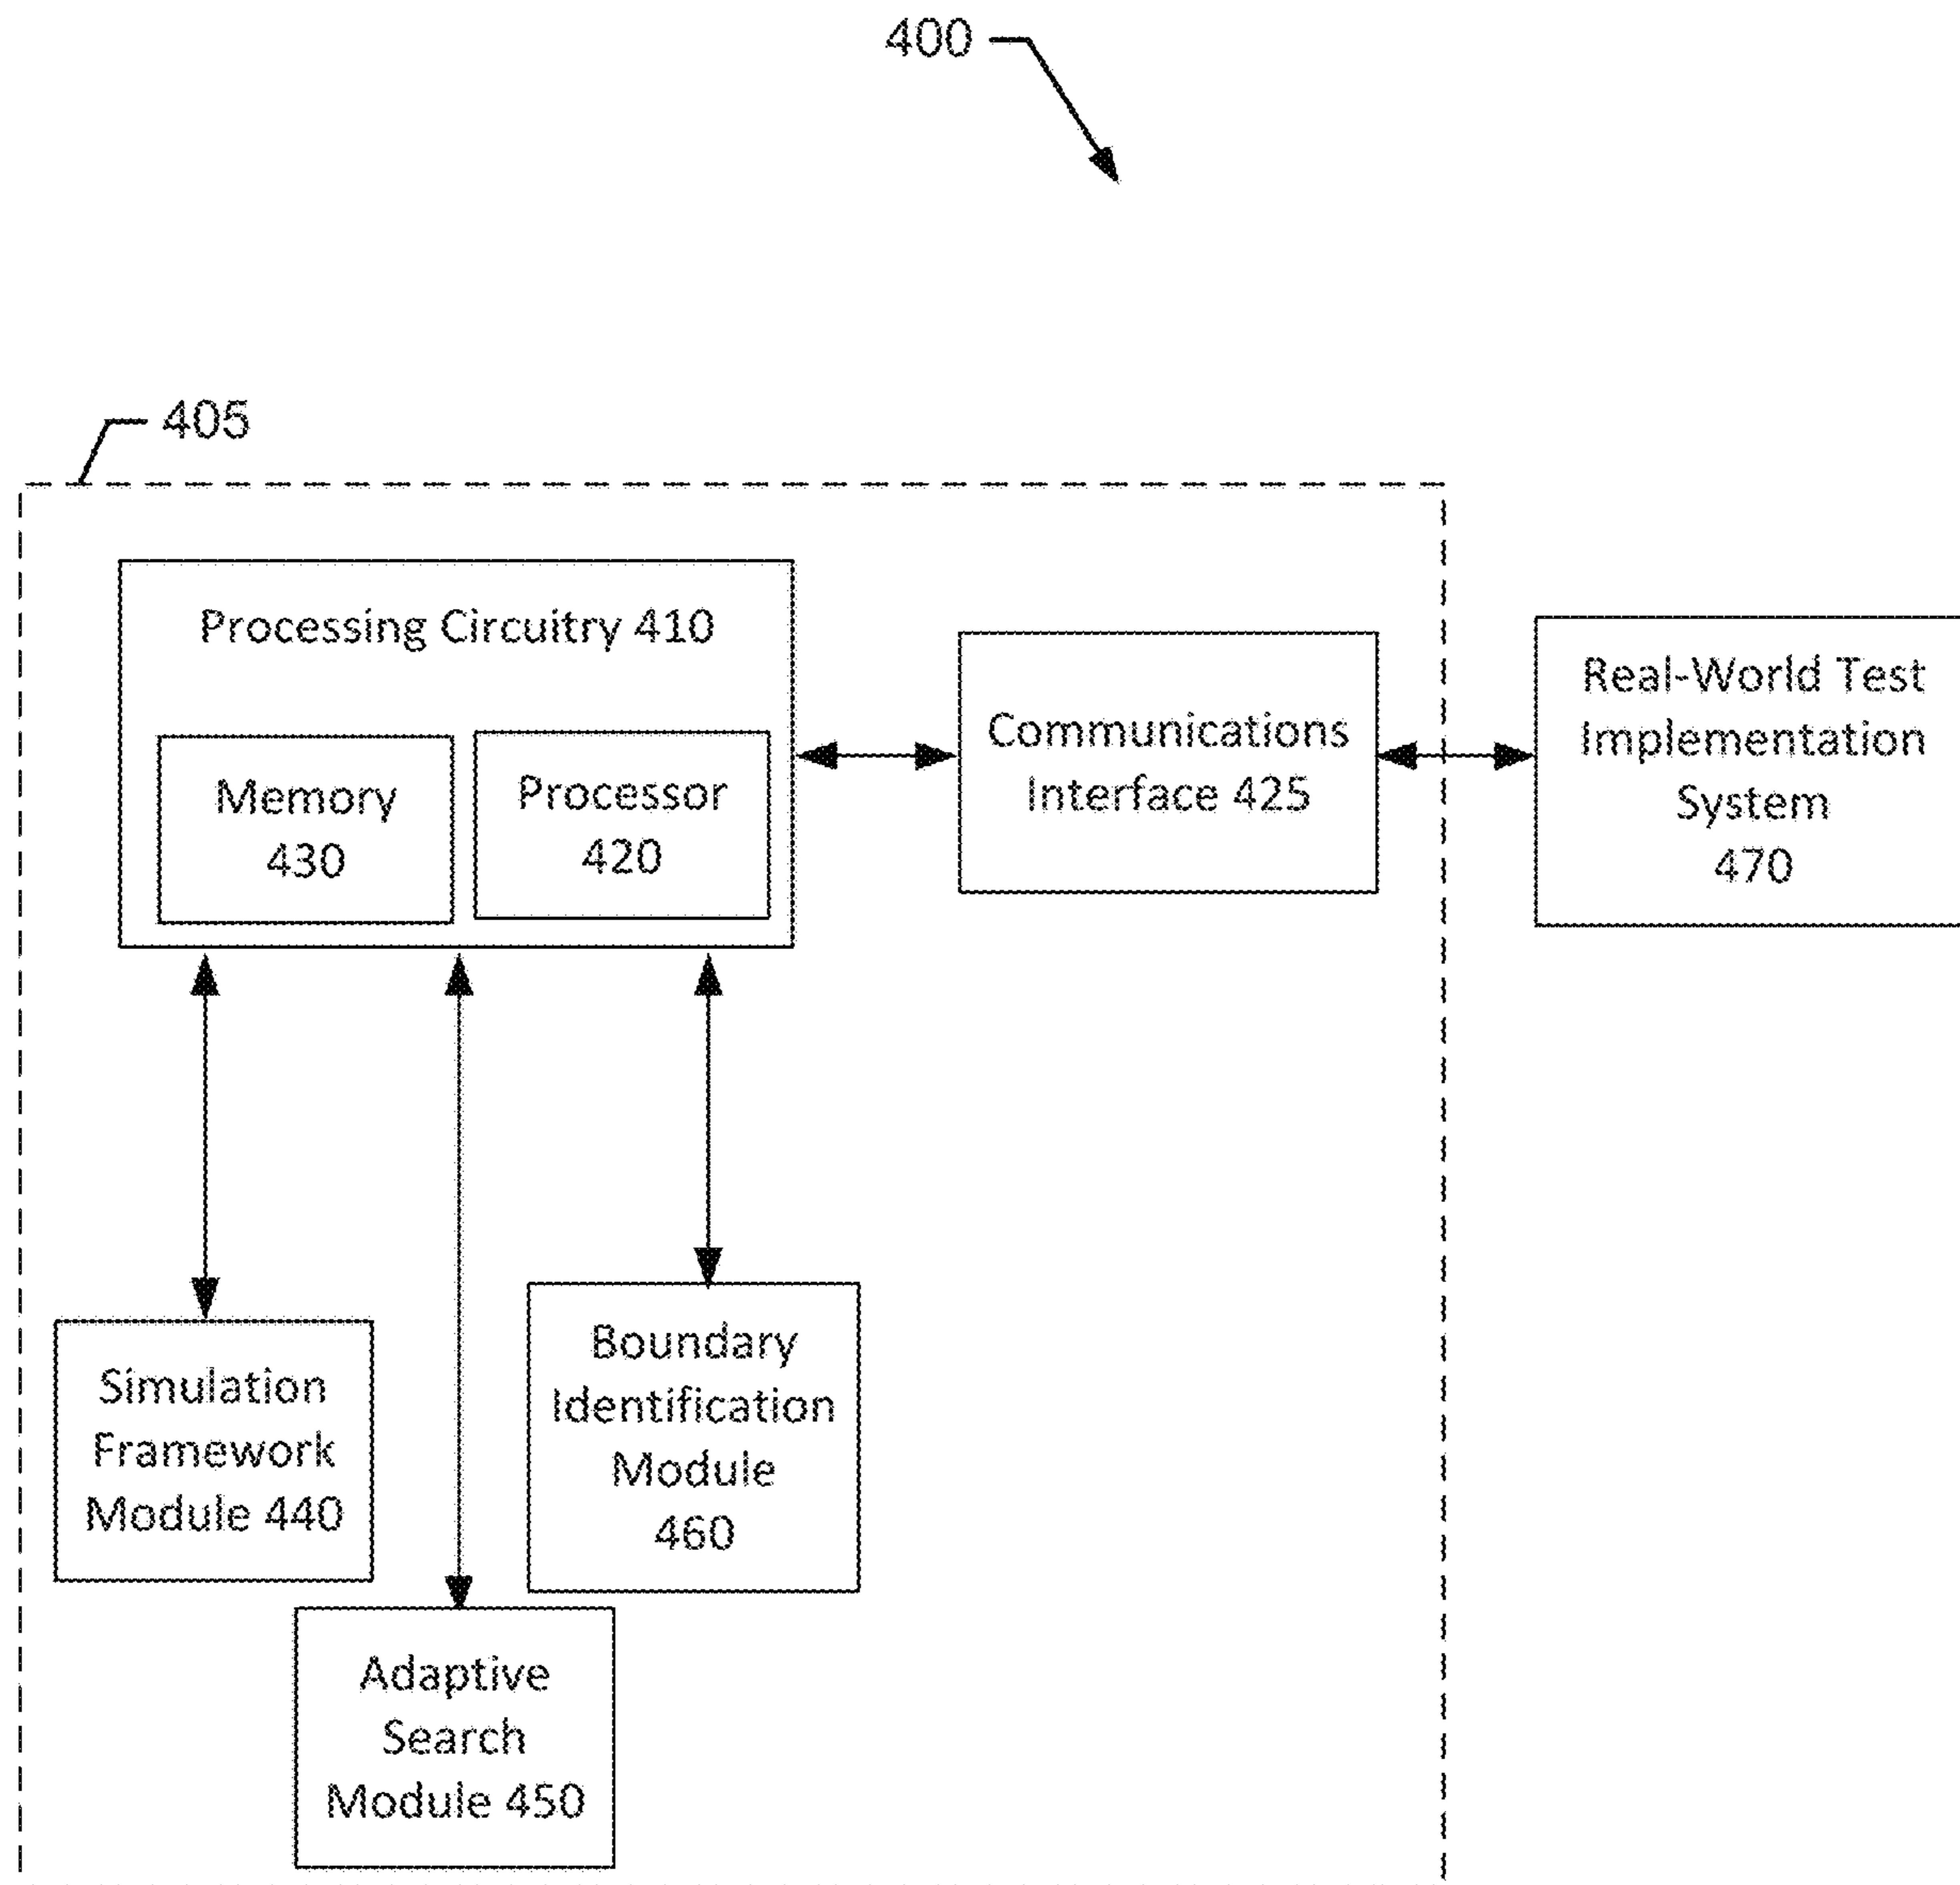 400
405
Processing Circuitry 410
Memory
430
Processor
420
Communications
Interface 425
Real-World Test
Implementation
System
470
Simulation
Framework
Module 440
Boundary
Identification
Module
460
Adaptive
Search
Module 450